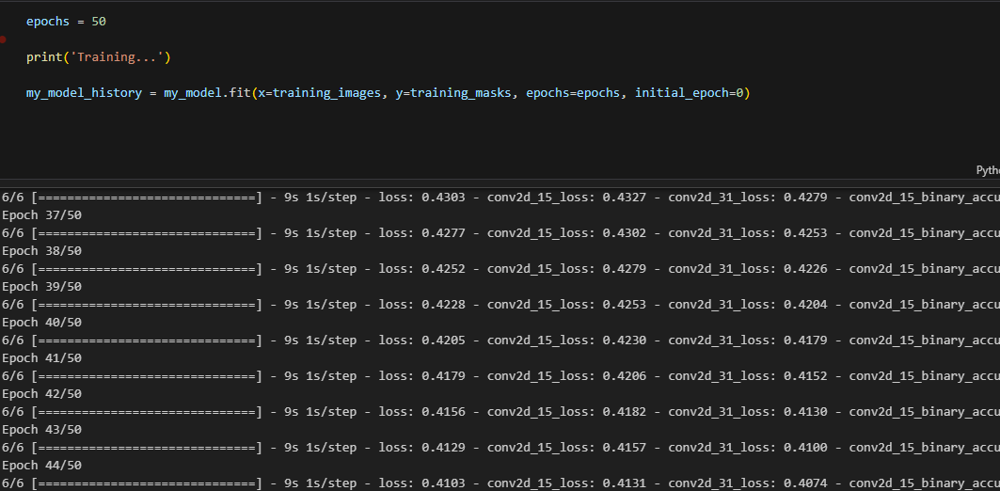 epochs = 50
print('Training...')
my_model_history = my_model.fit(x=training_images, y=training_masks, epochs=epochs, initial_epoch=0)
Pyth
6/6 [==============================] - 9s 1s/step - loss: 0.4303 - conv2d_15_loss: 0.4327 - conv2d_31_loss: 0.4279 - conv2d_15_binary_accu
Epoch 37/50
6/6 [==============================] - 9s 1s/step - loss: 0.4277 - conv2d_15_loss: 0.4302 - conv2d_31_loss: 0.4253 - conv2d_15_binary_accu
Epoch 38/50
6/6 [==============================] - 9s 1s/step - loss: 0.4252 - conv2d_15_loss: 0.4279 - conv2d_31_loss: 0.4226 - conv2d_15_binary_accu
Epoch 39/50
6/6 [==============================] - 9s 1s/step - loss: 0.4228 - conv2d_15_loss: 0.4253 - conv2d_31_loss: 0.4204 - conv2d_15_binary_accu
Epoch 40/50
6/6 [==============================] - 9s 1s/step - loss: 0.4205 - conv2d_15_loss: 0.4230 - conv2d_31_loss: 0.4179 - conv2d_15_binary_accu
Epoch 41/50
6/6 [==============================] - 9s 1s/step - loss: 0.4179 - conv2d_15_loss: 0.4206 - conv2d_31_loss: 0.4152 - conv2d_15_binary_accu
Epoch 42/50
6/6 [==============================] - 9s 1s/step - loss: 0.4156 - conv2d_15_loss: 0.4182 - conv2d_31_loss: 0.4130 - conv2d_15_binary_accu
Epoch 43/50
6/6 [==============================] - 9s 1s/step - loss: 0.4129 - conv2d_15_loss: 0.4157 - conv2d_31_loss: 0.4100 - conv2d_15_binary_accu
Epoch 44/50
6/6 [==============================] - 9s 1s/step - loss: 0.4103 - conv2d_15_loss: 0.4131 - conv2d_31_loss: 0.4074 - conv2d_15_binary_accu